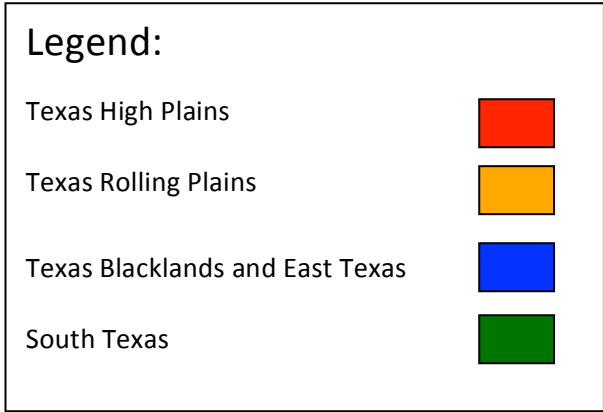 Legend:
Texas High Plains
Texas Rolling Plains
Texas Blacklands and East Texas
South Texas